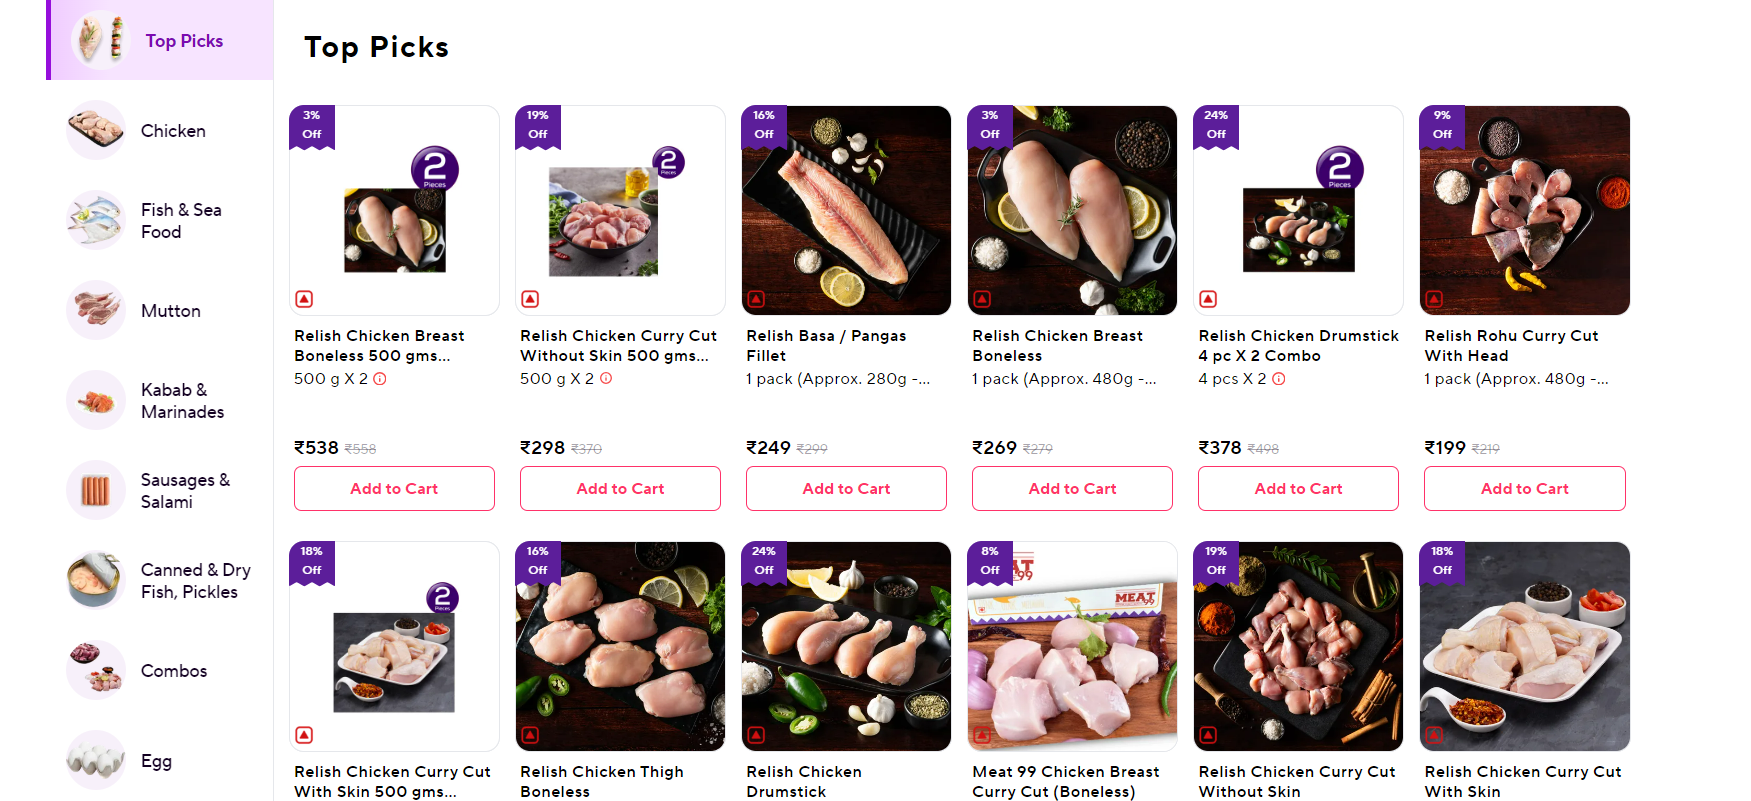 Top Picks
Chicken
Fish & Sea
Food
Mutton
Kabab &
Marinades
Sausages &
Salami
Canned & Dry
Fish, Pickles
Combos
Egg
Top Picks
3%
Off
2
Pieces
Relish Chicken Breast
Boneless 500 gms...
500 g X 2
₹538 ₹558
Add to Cart
19%
Off
2
Pieces
Relish Chicken Curry Cut
Without Skin 500 gms...
500 g X 2
₹298 ₹370
Add to Cart
16%
Off
Relish Basa / Pangas
Fillet
1 pack (Approx. 280g -...
₹249 ₹299
Add to Cart
3%
Off
Relish Chicken Breast
Boneless
1 pack (Approx. 480g -...
₹269 ₹279
Add to Cart
24%
Off
2
Pieces
Relish Chicken Drumstick
4 pc X 2 Combo
4 pcs X 2
₹378 ₹498
Add to Cart
9%
Off
Relish Rohu Curry Cut
With Head
1 pack (Approx. 480g -...
₹199 ₹219
Add to Cart
18%
Off
2
Pieces
Relish Chicken Curry Cut
With Skin 500 gms...
16%
Off
Relish Chicken Thigh
Boneless
24%
Off
Relish Chicken
Drumstick
8%
Off
MEAT
99
Meat 99 Chicken Breast
Curry Cut (Boneless)
19%
Off
Relish Chicken Curry Cut
Without Skin
18%
Off
Relish Chicken Curry Cut
With Skin